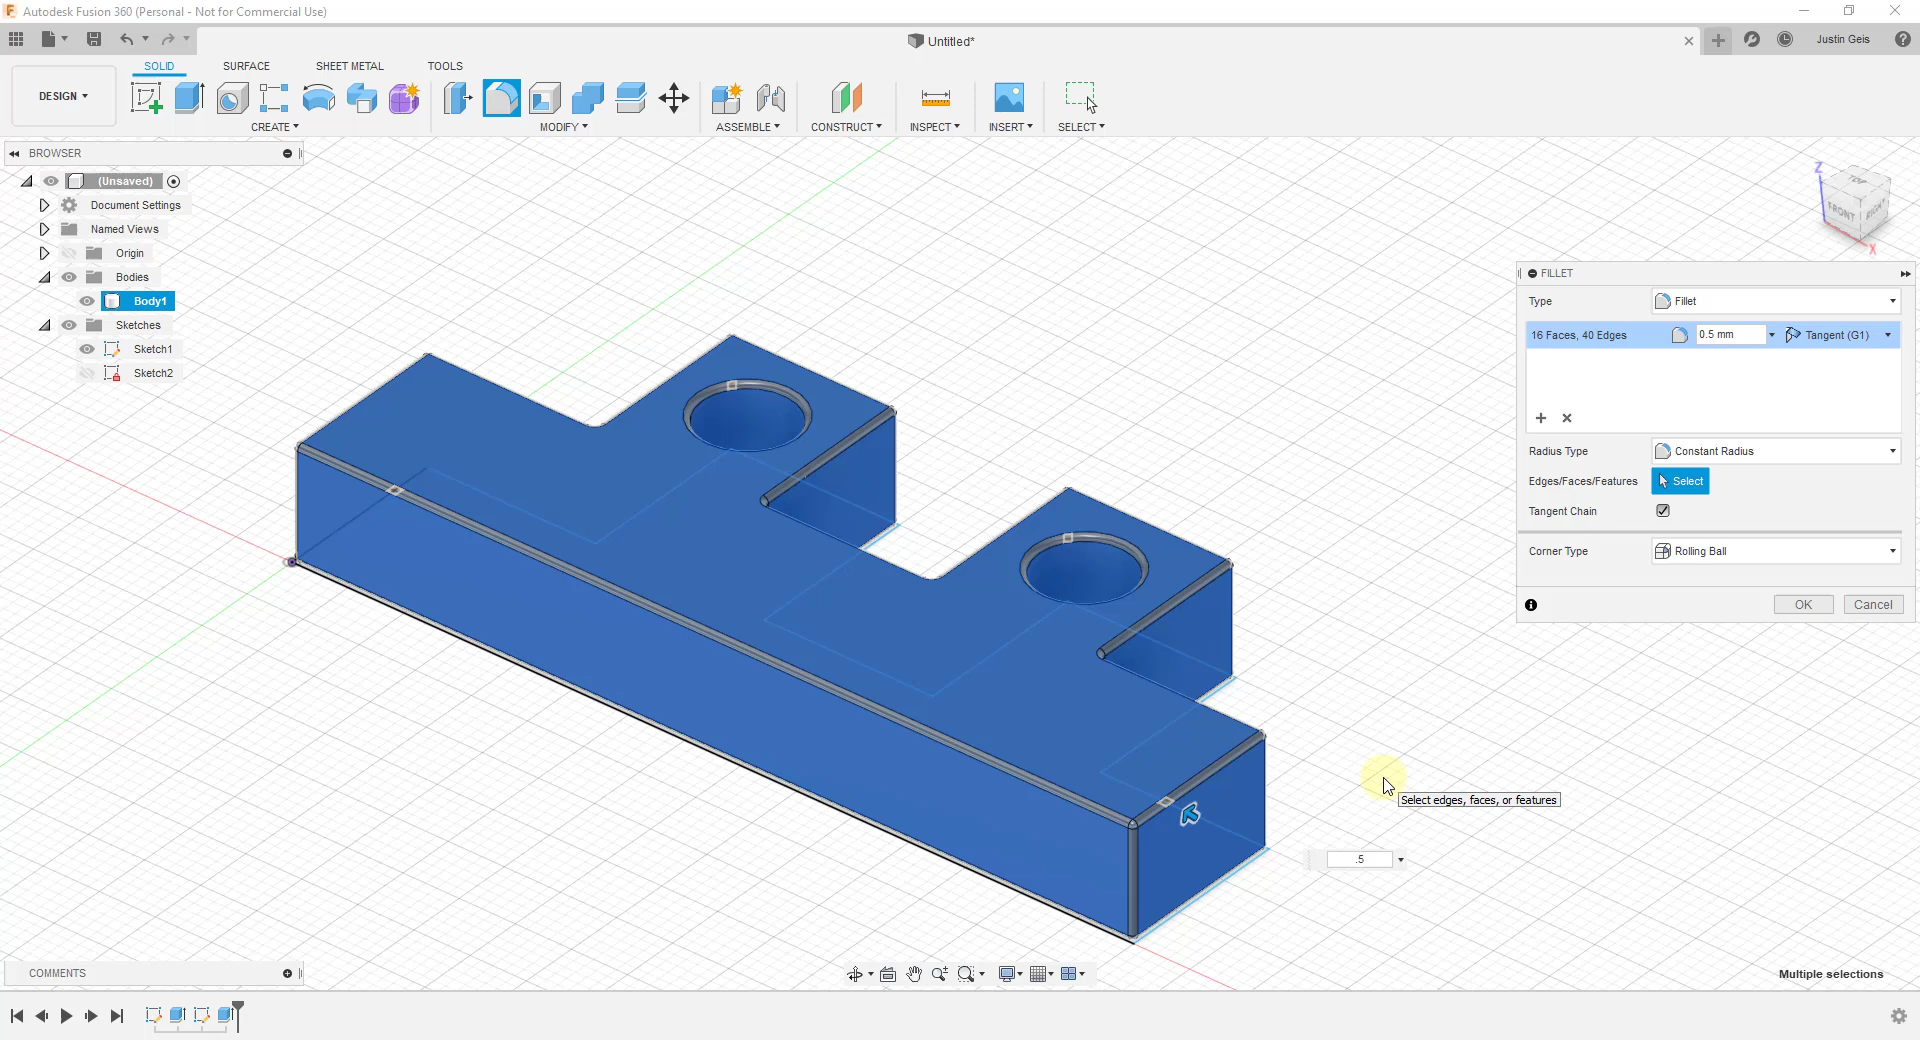 Autodesk Fusion 360 (Personal - Not for Commercial Use)
Untitled*
Justin Geis
DESIGN
SOLID SURFACE SHEET METAL TOOLS
CREATE MODIFY ASSEMBLE CONSTRUCT INSPECT INSERT SELECT
BROWSER
(Unsaved)
Document Settings
Named Views
Origin
Bodies
Body1
Sketches
Sketch1
Sketch2
Z
TOP
FRONT
RIGHT
X
FILLET
Type Fillet
16 Faces, 40 Edges 0.5 mm Tangent (G1)
Radius Type Constant Radius
Edges/Faces/Features Select
Tangent Chain
Corner Type Rolling Ball
OK Cancel
Select edges, faces, or features
.5
COMMENTS
Multiple selections